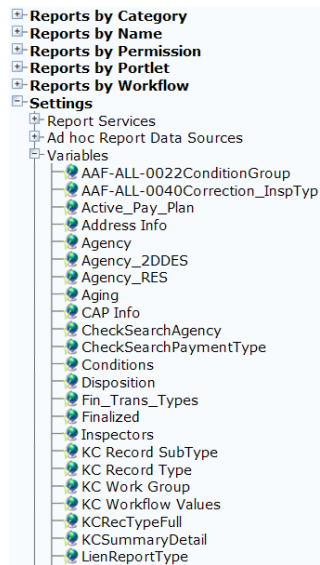 Reports by Category
Reports by Name
Reports by Permission
Reports by Portlet
Reports by Workflow
Settings
Report Services
Ad hoc Report Data Sources
Variables
AAF-ALL-0022ConditionGroup
AAF-ALL-0040Correction_InspTyp
Active_Pay_Plan
Address Info
Agency
Agency_2DDES
Agency_RES
Aging
CAP Info
CheckSearchAgency
CheckSearchPaymentType
Conditions
Disposition
Fin_Trans_Types
Finalized
Inspectors
KC Record SubType
KC Record Type
KC Work Group
KC Workflow Values
KCRecTypeFull
KCSummaryDetail
LienReportType